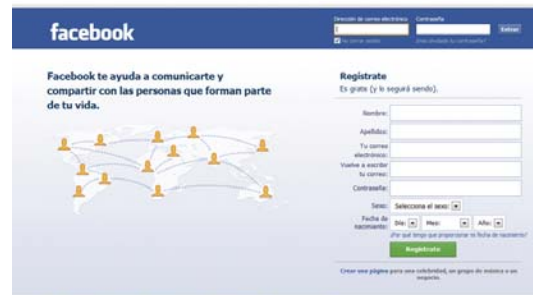 facebook
Dirección de correo electrónico Contraseña
No cerrar sesión ¿Has olvidado tu contraseña?
Entrar
Facebook te ayuda a comunicarte y
compartir con las personas que forman parte
de tu vida.
Regístrate
Es gratis (y lo seguirá siendo).
Nombre:
Apellidos:
Tu correo
electrónico:
Vuelve a escribir
tu correo:
Contraseña:
Sexo: Selecciona el sexo:
Fecha de
nacimiento:
Día: Mes: Año:
¿Por qué tengo que proporcionar mi fecha de nacimiento?
Regístrate
Crear una página para una celebridad, un grupo de música o un
negocio.